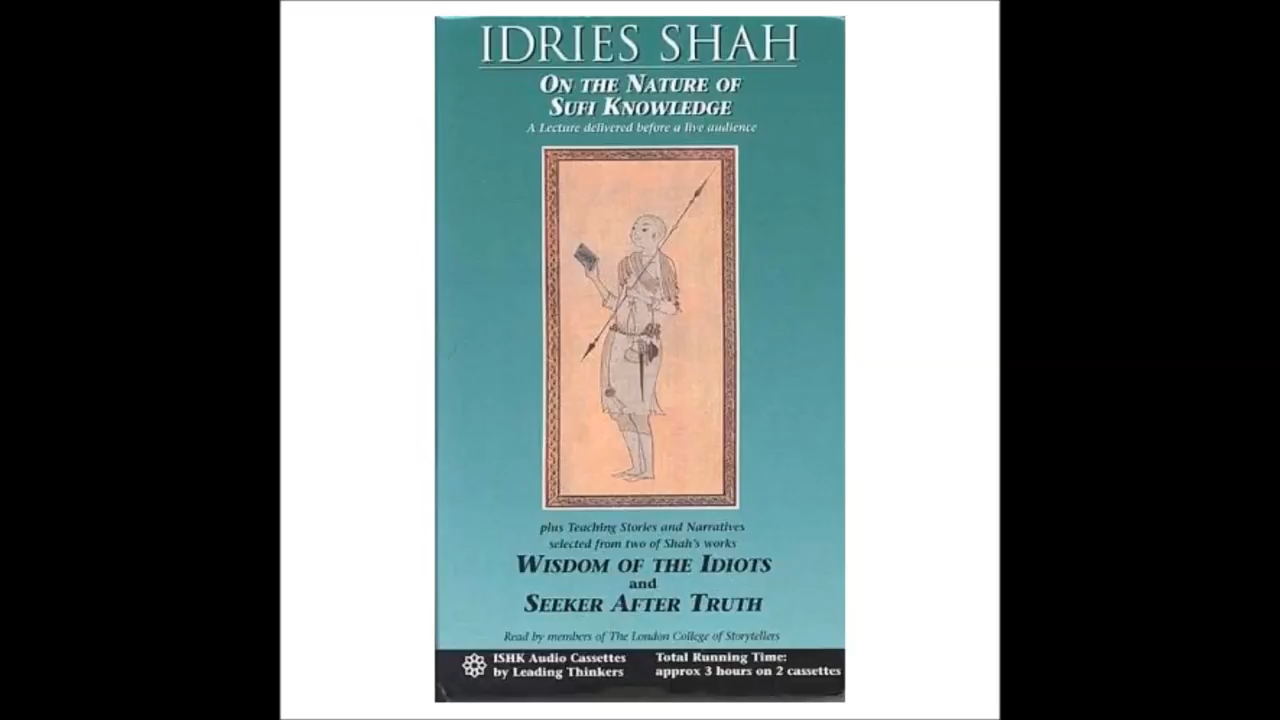 IDRIES SHAH
ON THE NATURE OF
SUFI KNOWLEDGE
A Lecture delivered before a live audience
plus Teaching Stories and Narratives
selected from two of Shah's works
WISDOM OF THE IDIOTS
and
SEEKER AFTER TRUTH
Read by members of The London College of Storytellers
ISHK Audio Cassettes
by Leading Thinkers
Total Running Time:
approx 3 hours on 2 cassettes